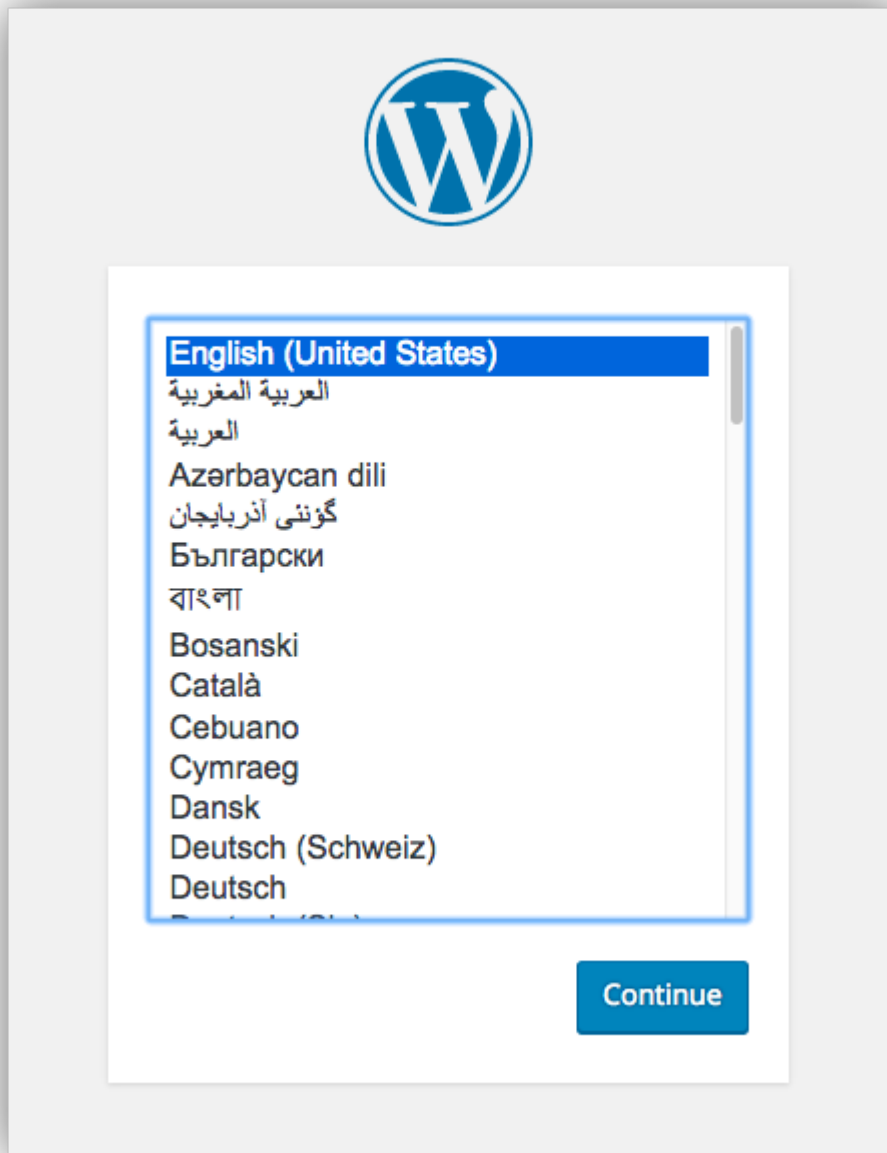 English (United States)
العربية المغربية
العربية
Azərbaycan dili
گؤنئی آذربایجان
Български
বাংলা
Bosanski
Català
Cebuano
Cymraeg
Dansk
Deutsch (Schweiz)
Deutsch
Continue